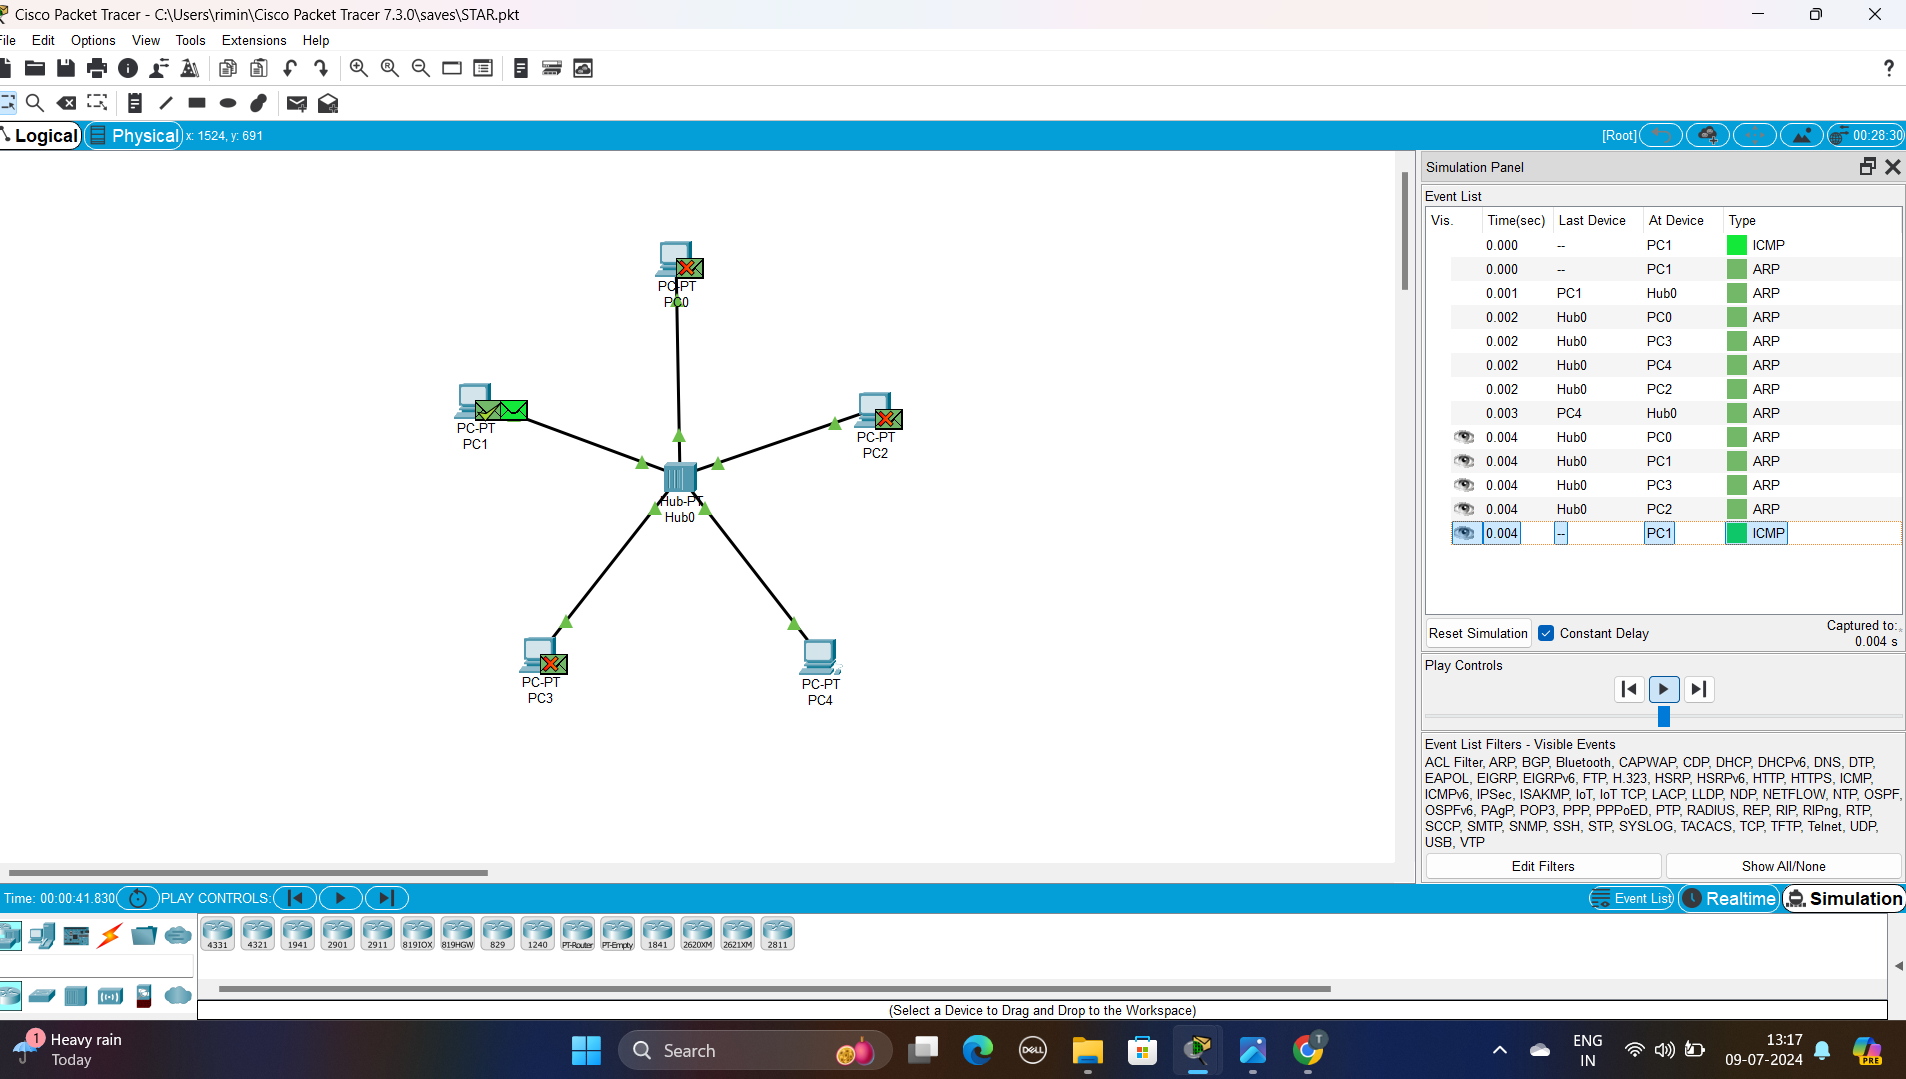 Cisco Packet Tracer - C:\Users\rimin\Cisco Packet Tracer 7.3.0\saves\STAR.pkt
File Edit Options View Tools Extensions Help
?
Logical Physical x: 1524, y: 691 [Root] 00:28:30
PC-PT
PC0
PC-PT
PC1
PC-PT
PC2
Hub-PT
Hub0
PC-PT
PC3
PC-PT
PC4
Simulation Panel
Event List
Vis. Time(sec) Last Device At Device Type
0.000 -- PC1 ICMP
0.000 -- PC1 ARP
0.001 PC1 Hub0 ARP
0.002 Hub0 PC0 ARP
0.002 Hub0 PC3 ARP
0.002 Hub0 PC4 ARP
0.002 Hub0 PC2 ARP
0.003 PC4 Hub0 ARP
0.004 Hub0 PC0 ARP
0.004 Hub0 PC1 ARP
0.004 Hub0 PC3 ARP
0.004 Hub0 PC2 ARP
0.004 -- PC1 ICMP
Reset Simulation Constant Delay Captured to:
0.004 s
Play Controls
Event List Filters - Visible Events
ACL Filter, ARP, BGP, Bluetooth, CAPWAP, CDP, DHCP, DHCPv6, DNS, DTP,
EAPOL, EIGRP, EIGRPv6, FTP, H.323, HSRP, HSRPv6, HTTP, HTTPS, ICMP,
ICMPv6, IPSec, ISAKMP, IoT, IoT TCP, LACP, LLDP, NDP, NETFLOW, NTP, OSPF,
OSPFv6, PAgP, POP3, PPP, PPPoED, PTP, RADIUS, REP, RIP, RIPng, RTP,
SCCP, SMTP, SNMP, SSH, STP, SYSLOG, TACACS, TCP, TFTP, Telnet, UDP,
USB, VTP
Edit Filters Show All/None
Time: 00:00:41.830 PLAY CONTROLS: Event List Realtime Simulation
4331 4321 1941 2901 2911 819IOX 819HGW 829 1240 PT-Router PT-Empty 1841 2620XM 2621XM 2811
(Select a Device to Drag and Drop to the Workspace)
1 Heavy rain
Today
Search
DELL
T
ENG
IN
13:17
09-07-2024
PRE